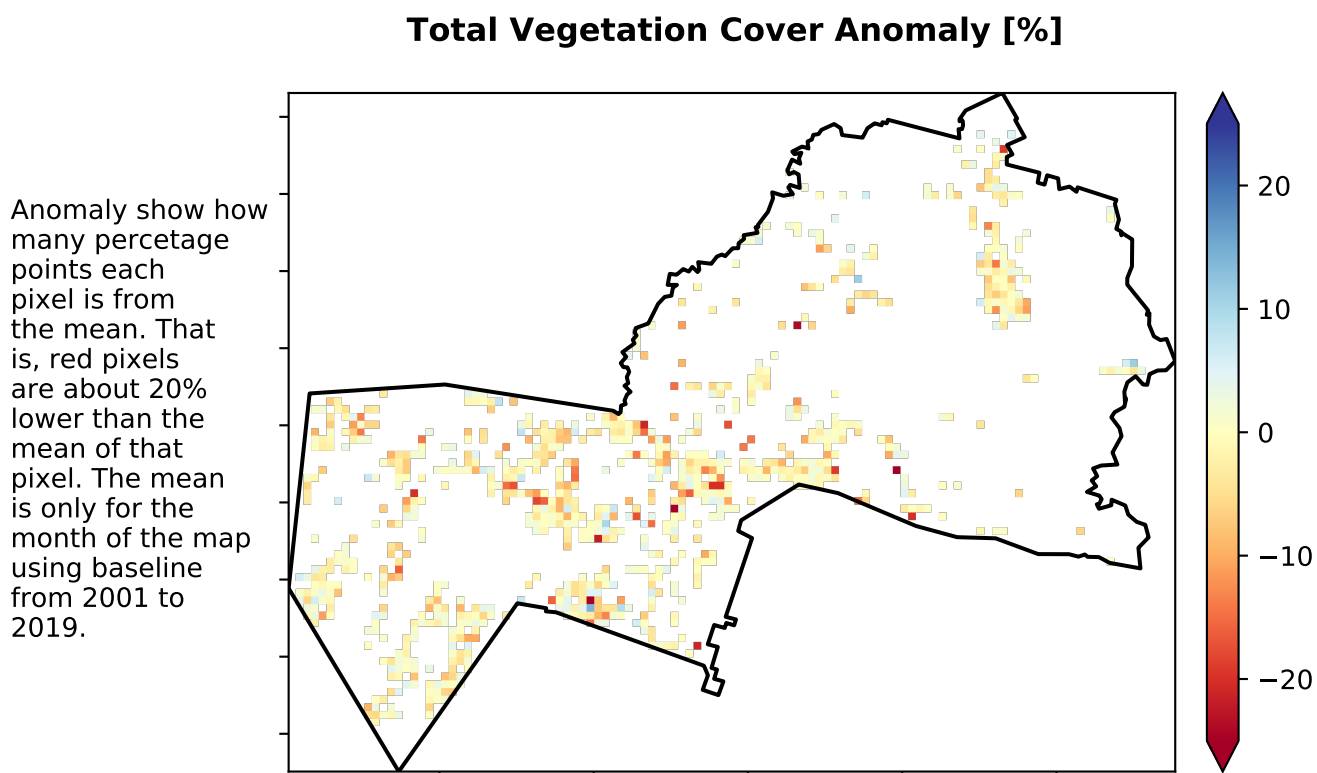 Total Vegetation Cover Anomaly [%]
Anomaly show how
many percetage
points each
pixel is from
the mean. That
is, red pixels
are about 20%
lower than the
mean of that
pixel. The mean
is only for the
month of the map
using baseline
from 2001 to
2019.
20
10
0
−10
−20